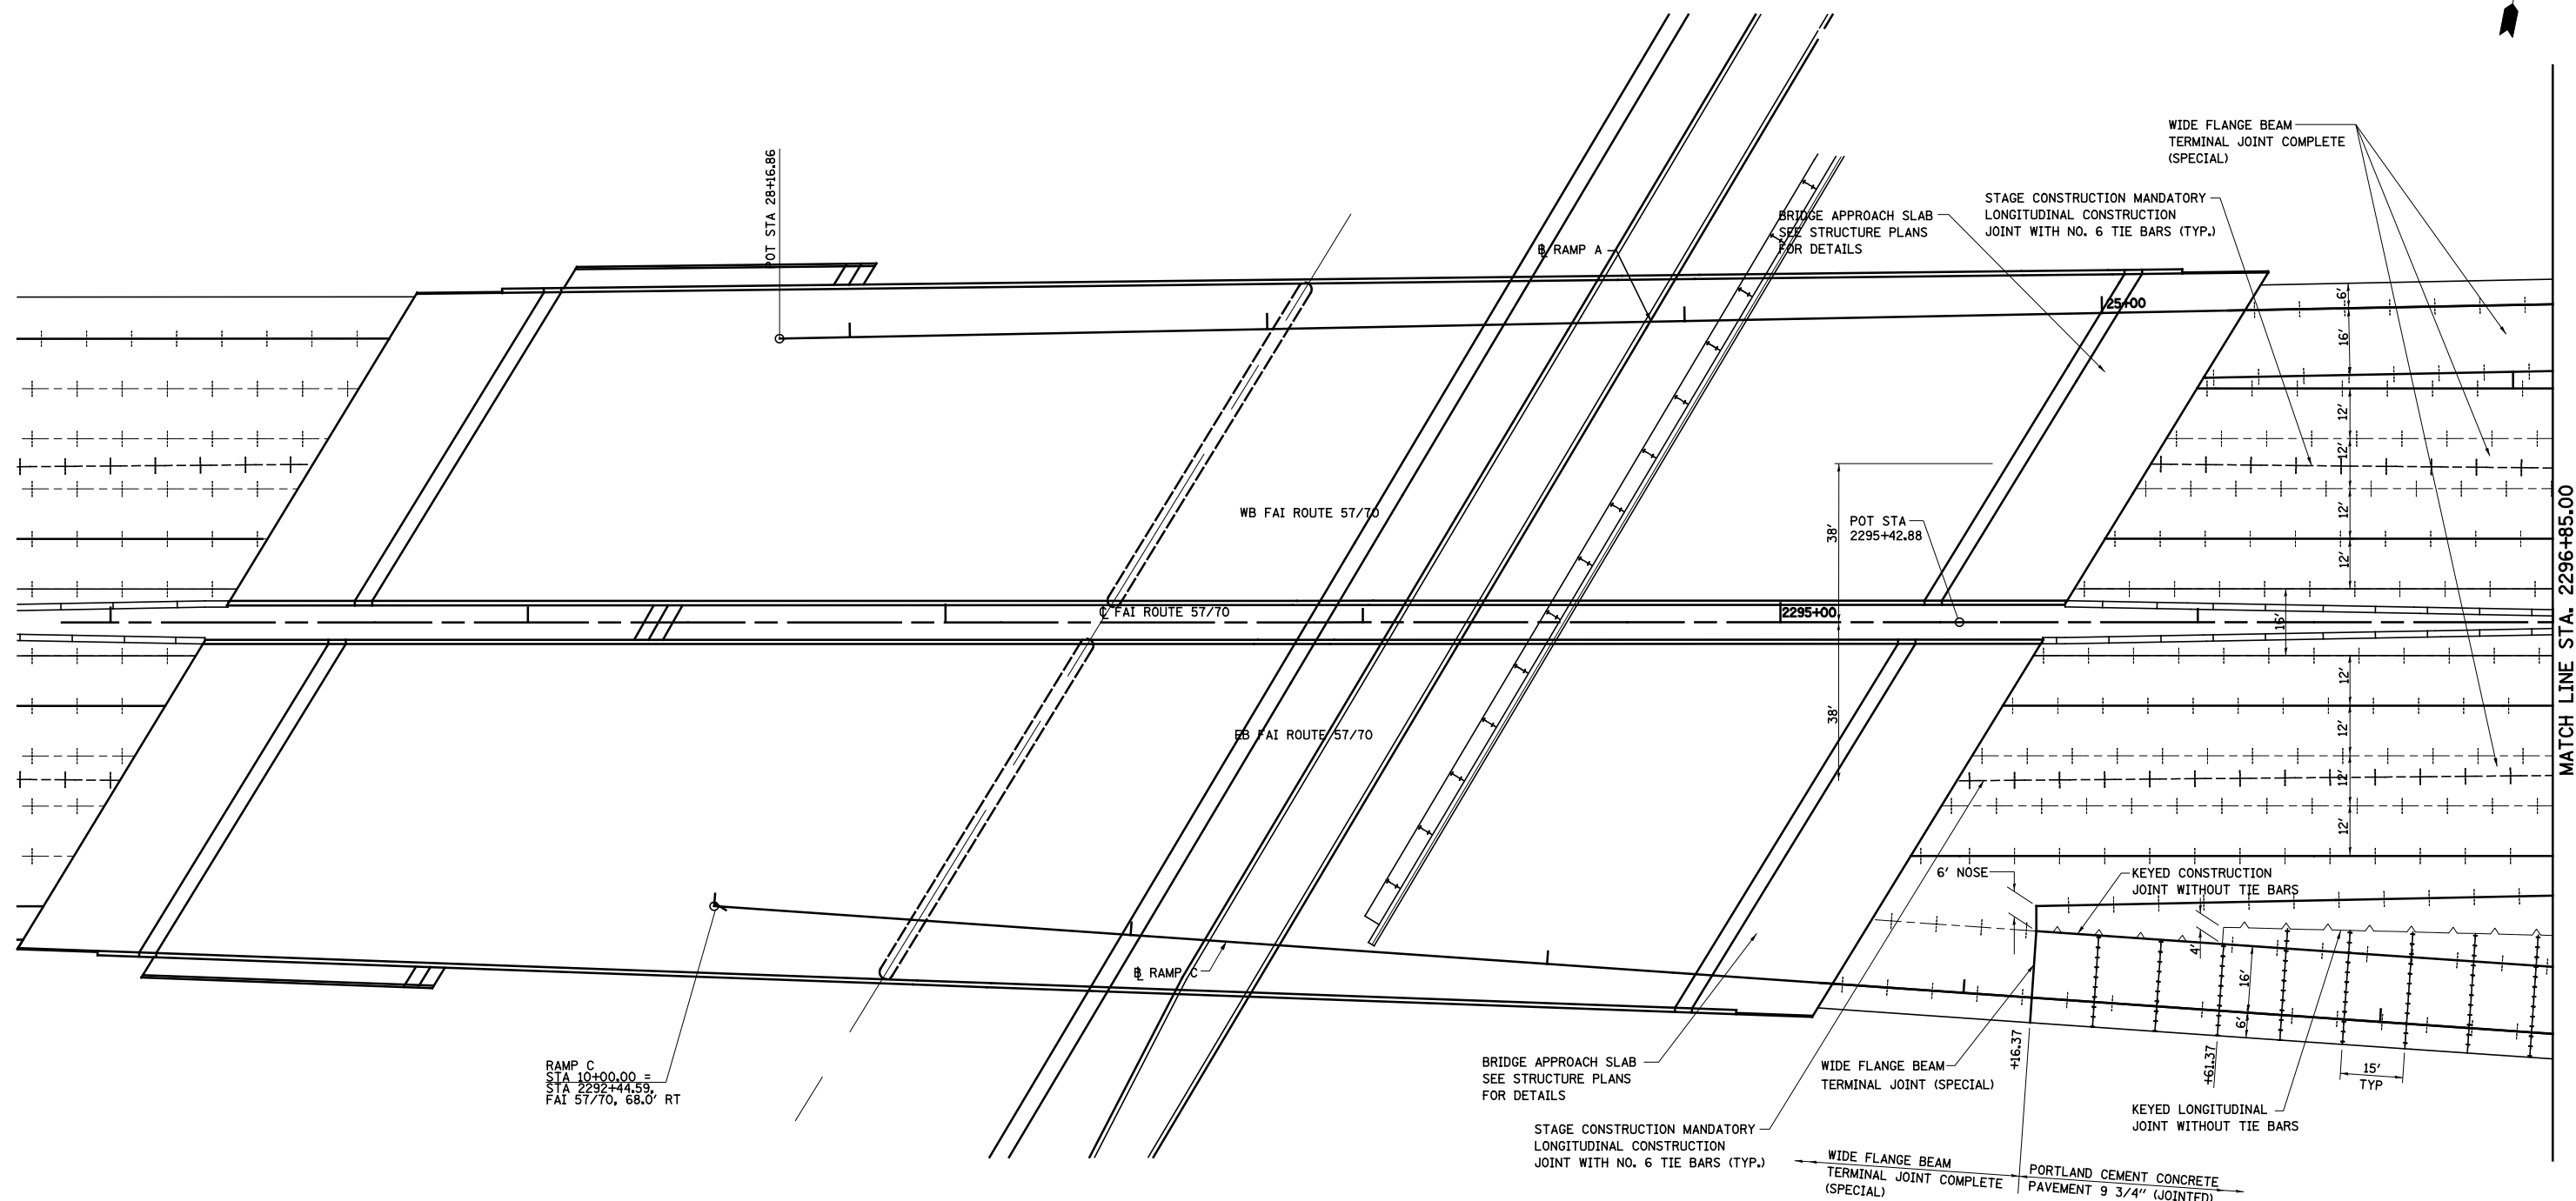 WIDE FLANGE BEAM
TERMINAL JOINT COMPLETE
(SPECIAL)
STAGE CONSTRUCTION MANDATORY
LONGITUDINAL CONSTRUCTION
JOINT WITH NO. 6 TIE BARS (TYP.)
BRIDGE APPROACH SLAB
SEE STRUCTURE PLANS
FOR DETAILS
POT STA 28+16.86
℄ RAMP A
25+00
6'
16'
12'
12'
12'
12'
WB FAI ROUTE 57/70
38'
POT STA
2295+42.88
℄ FAI ROUTE 57/70
2295+00
16'
MATCH LINE STA. 2296+85.00
EB FAI ROUTE 57/70
38'
12'
12'
12'
12'
6' NOSE
KEYED CONSTRUCTION
JOINT WITHOUT TIE BARS
4'
16'
6'
℄ RAMP C
RAMP C
STA 10+00.00 =
STA 2292+44.59,
FAI 57/70, 68.0' RT
BRIDGE APPROACH SLAB
SEE STRUCTURE PLANS
FOR DETAILS
WIDE FLANGE BEAM
TERMINAL JOINT (SPECIAL)
+16.37
+61.37
15'
TYP
KEYED LONGITUDINAL
JOINT WITHOUT TIE BARS
STAGE CONSTRUCTION MANDATORY
LONGITUDINAL CONSTRUCTION
JOINT WITH NO. 6 TIE BARS (TYP.)
WIDE FLANGE BEAM
TERMINAL JOINT COMPLETE
(SPECIAL)
PORTLAND CEMENT CONCRETE
PAVEMENT 9 3/4" (JOINTED)